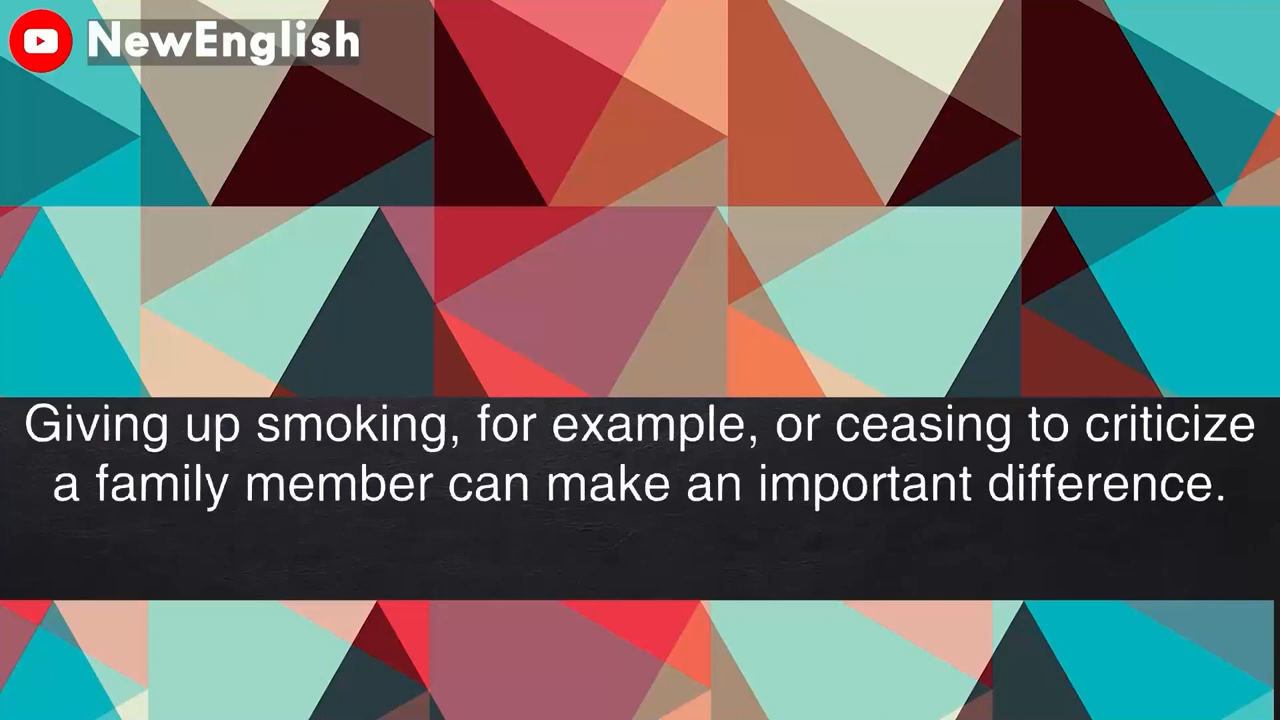 NewEnglish
Giving up smoking, for example, or ceasing to criticize
a family member can make an important difference.